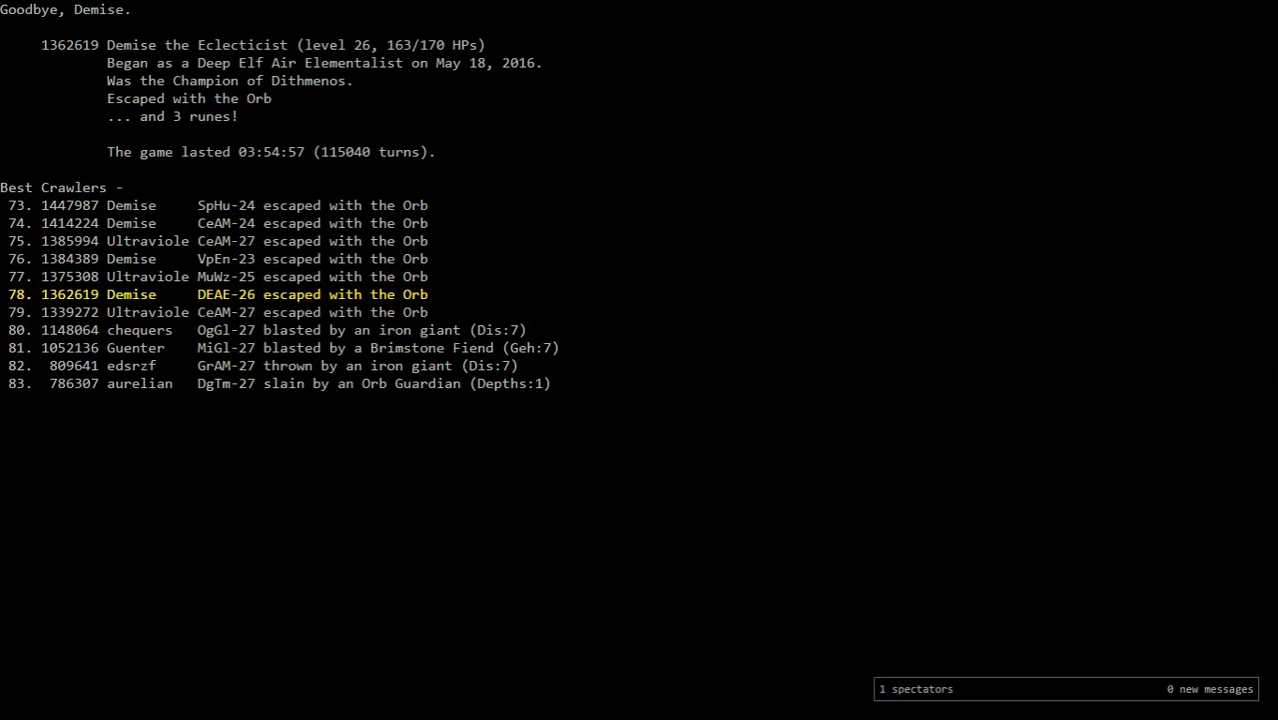 Goodbye, Demise.
1362619 Demise the Eclecticist (level 26, 163/170 HPs)
Began as a Deep Elf Air Elementalist on May 18, 2016.
Was the Champion of Dithmenos.
Escaped with the Orb
... and 3 runes!
The game lasted 03:54:57 (115040 turns).
Best Crawlers -
73. 1447987 Demise SpHu-24 escaped with the Orb
74. 1414224 Demise CeAM-24 escaped with the Orb
75. 1385994 Ultraviole CeAM-27 escaped with the Orb
76. 1384389 Demise VpEn-23 escaped with the Orb
77. 1375308 Ultraviole MuWz-25 escaped with the Orb
78. 1362619 Demise DEAE-26 escaped with the Orb
79. 1339272 Ultraviole CeAM-27 escaped with the Orb
80. 1148064 chequers OgGl-27 blasted by an iron giant (Dis:7)
81. 1052136 Guenter MiGl-27 blasted by a Brimstone Fiend (Geh:7)
82. 809641 edsrzf GrAM-27 thrown by an iron giant (Dis:7)
83. 786307 aurelian DgTm-27 slain by an Orb Guardian (Depths:1)
1 spectators 0 new messages